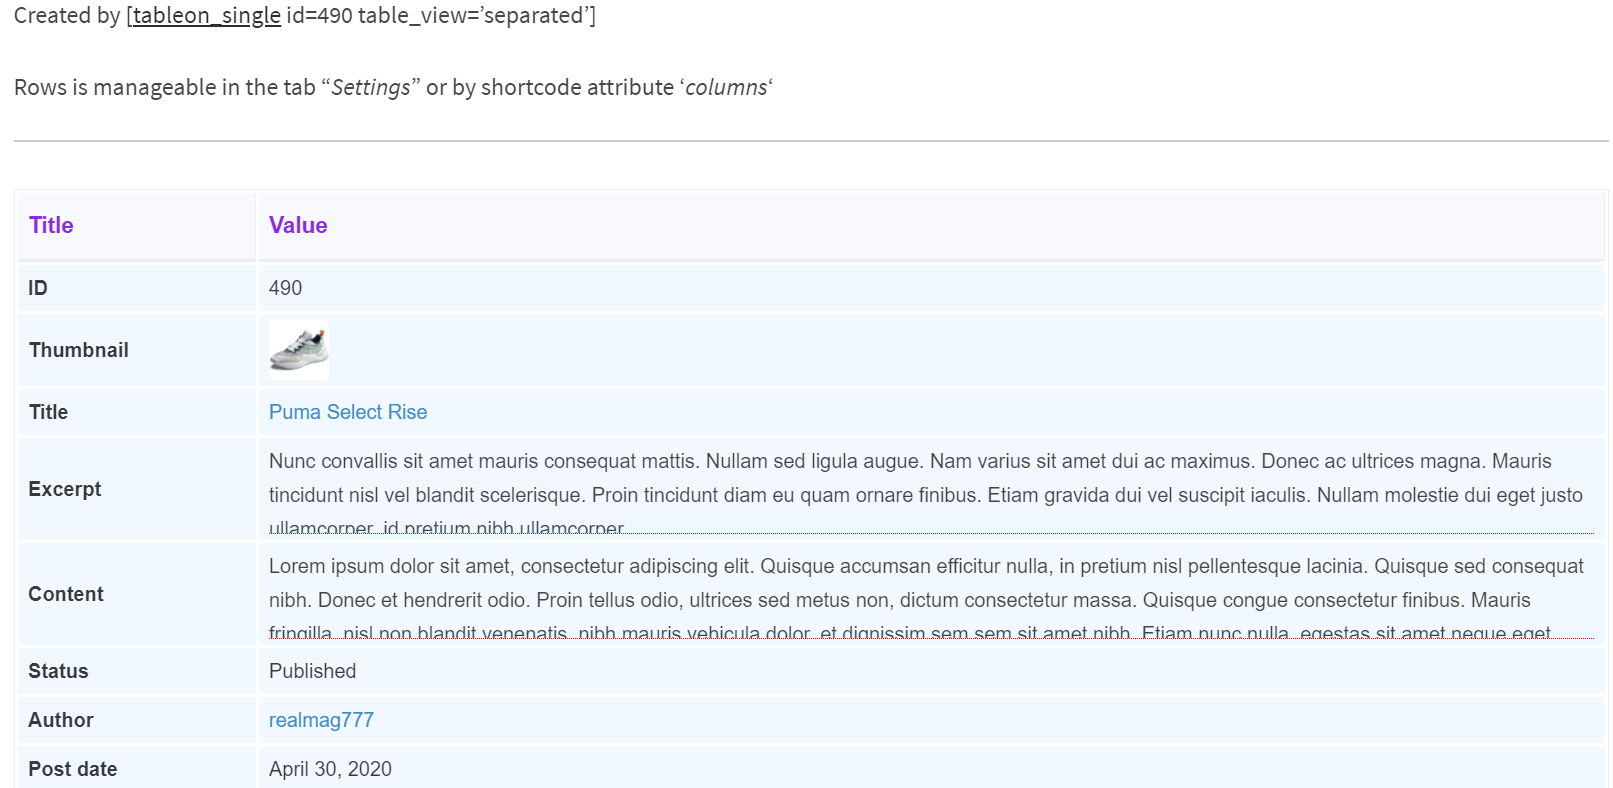 Created by [tableon_single id=490 table_view=’separated’]
Rows is manageable in the tab “Settings” or by shortcode attribute ‘columns‘
Title Value
ID 490
Thumbnail
Title Puma Select Rise
Excerpt
Nunc convallis sit amet mauris consequat mattis. Nullam sed ligula augue. Nam varius sit amet dui ac maximus. Donec ac ultrices magna. Mauris
tincidunt nisl vel blandit scelerisque. Proin tincidunt diam eu quam ornare finibus. Etiam gravida dui vel suscipit iaculis. Nullam molestie dui eget justo
ullamcorper, id pretium nibh ullamcorper.
Content
Lorem ipsum dolor sit amet, consectetur adipiscing elit. Quisque accumsan efficitur nulla, in pretium nisl pellentesque lacinia. Quisque sed consequat
nibh. Donec et hendrerit odio. Proin tellus odio, ultrices sed metus non, dictum consectetur massa. Quisque congue consectetur finibus. Mauris
fringilla, nisl non blandit venenatis, nibh mauris vehicula dolor, et dignissim sem sem sit amet nibh. Etiam nunc nulla, egestas sit amet neque eget,
Status Published
Author realmag777
Post date April 30, 2020